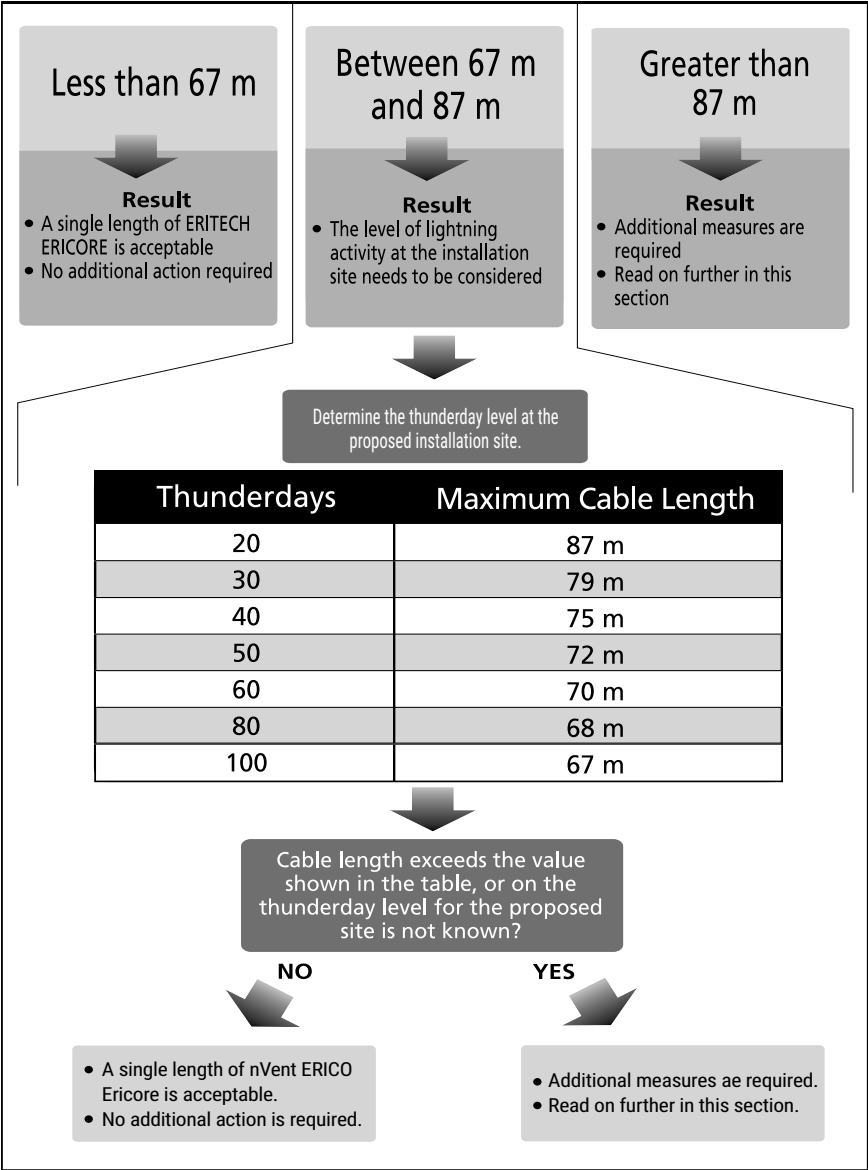 Less than 67 m
Result
• A single length of ERITECH
ERICORE is acceptable
• No additional action required
Between 67 m
and 87 m
Result
• The level of lightning
activity at the installation
site needs to be considered
Greater than
87 m
Result
• Additional measures are
required
• Read on further in this
section
Determine the thunderday level at the
proposed installation site.
Thunderdays Maximum Cable Length
20 87 m
30 79 m
40 75 m
50 72 m
60 70 m
80 68 m
100 67 m
Cable length exceeds the value
shown in the table, or on the
thunderday level for the proposed
site is not known?
NO YES
• A single length of nVent ERICO
Ericore is acceptable.
• No additional action is required.
• Additional measures ae required.
• Read on further in this section.